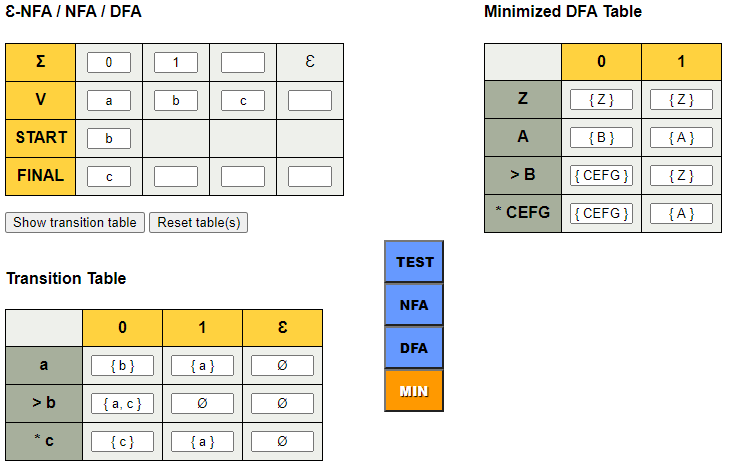 Ɛ-NFA / NFA / DFA
Σ 0 1 Ɛ
V a b c
START b
FINAL c
Show transition table Reset table(s)
Transition Table
0 1 Ɛ
a { b } { a } Ø
> b { a, c } Ø Ø
* c { c } { a } Ø
TEST
NFA
DFA
MIN
Minimized DFA Table
0 1
Z { Z } { Z }
A { B } { A }
> B { CEFG } { Z }
* CEFG { CEFG } { A }